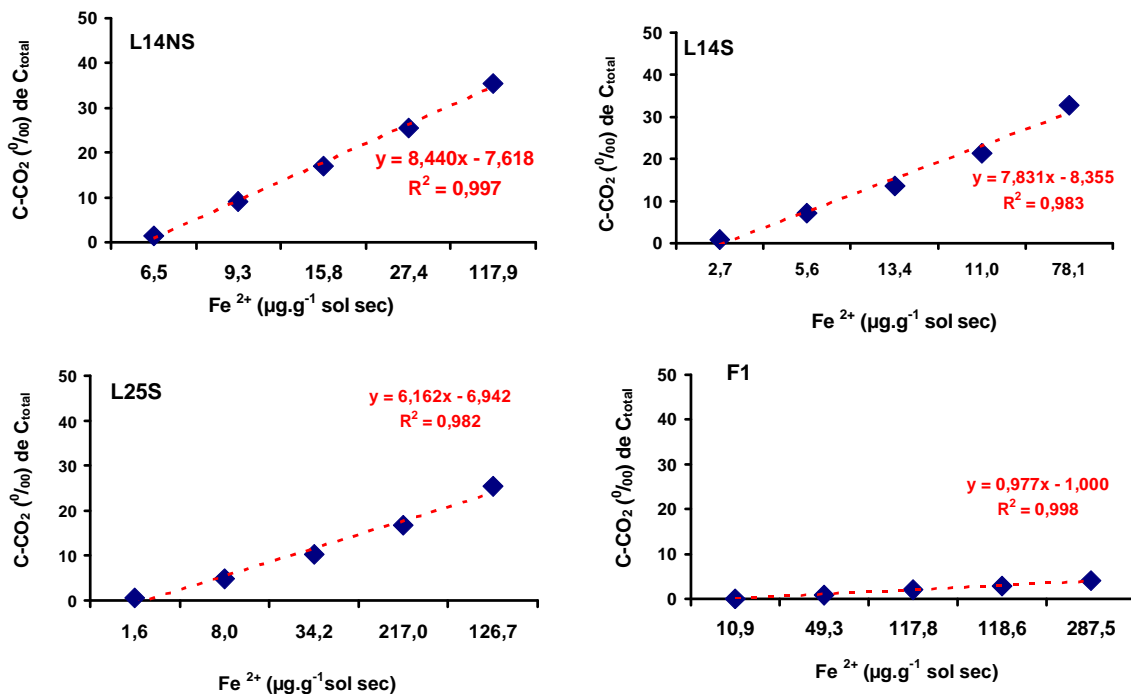 L14NS
C-CO₂ (⁰/₀₀) de Ctotal
50
40
30
20
10
0
y = 8,440x - 7,618
R² = 0,997
6,5 9,3 15,8 27,4 117,9
Fe ²⁺ (µg.g⁻¹ sol sec)
L14S
C-CO₂ (⁰/₀₀) de Ctotal
50
40
30
20
10
0
y = 7,831x - 8,355
R² = 0,983
2,7 5,6 13,4 11,0 78,1
Fe ²⁺ (µg.g⁻¹ sol sec)
L25S
C-CO₂ (⁰/₀₀) de Ctotal
50
40
30
20
10
0
y = 6,162x - 6,942
R² = 0,982
1,6 8,0 34,2 217,0 126,7
Fe ²⁺ (µg.g⁻¹sol sec)
F1
C-CO₂ (⁰/₀₀) de Ctotal
50
40
30
20
10
0
y = 0,977x - 1,000
R² = 0,998
10,9 49,3 117,8 118,6 287,5
Fe ²⁺ (µg.g⁻¹ sol sec)